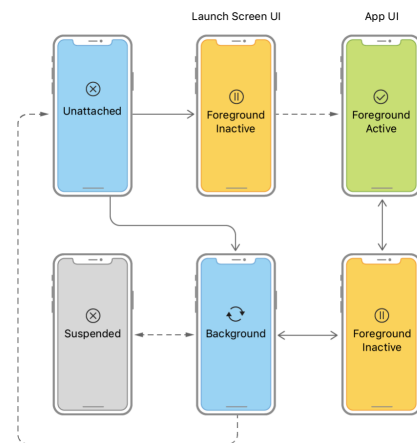 Launch Screen UI
App UI
Unattached
Foreground
Inactive
Foreground
Active
Suspended
Background
Foreground
Inactive